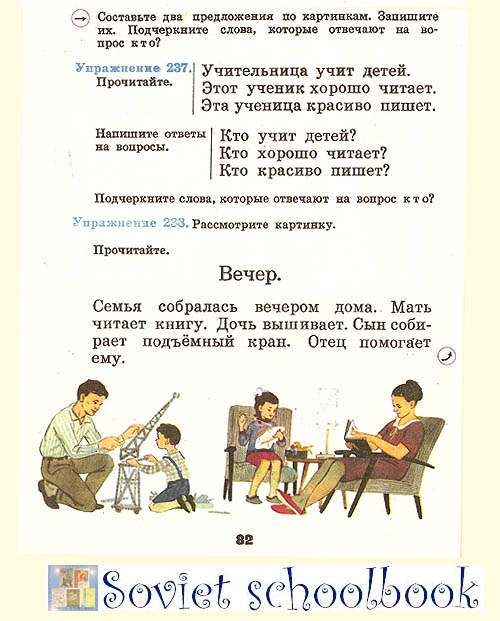 Составьте два предложения по картинкам. Запишите
их. Подчеркните слова, которые отвечают на во-
прос кто?
Упражнение 237.
Прочитайте.
Учительница учит детей.
Этот ученик хорошо читает.
Эта ученица красиво пишет.
Напишите ответы
на вопросы.
Кто учит детей?
Кто хорошо читает?
Кто красиво пишет?
Подчеркните слова, которые отвечают на вопрос кто?
Упражнение 238. Рассмотрите картинку.
Прочитайте.
Вечер.
Семья собралась вечером дома. Мать
читает книгу. Дочь вышивает. Сын соби-
рает подъёмный кран. Отец помогает
ему.
82
Soviet schoolbook